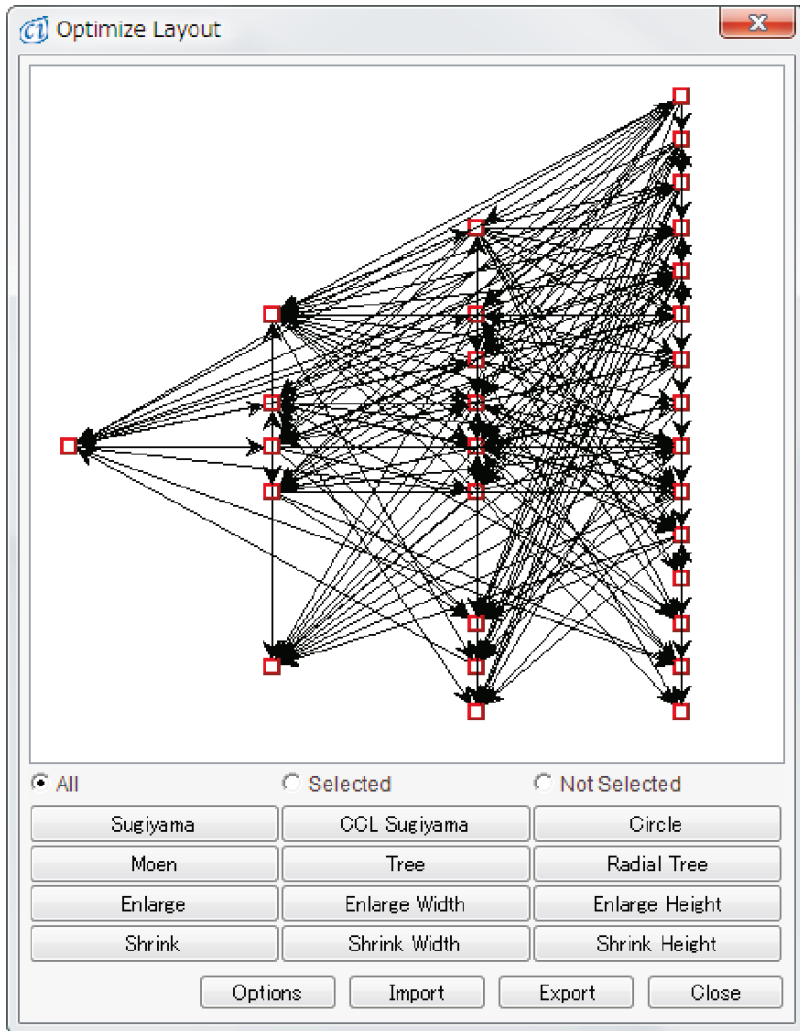 Optimize Layout
All Selected Not Selected
Sugiyama CCL Sugiyama Circle
Moen Tree Radial Tree
Enlarge Enlarge Width Enlarge Height
Shrink Shrink Width Shrink Height
Options Import Export Close